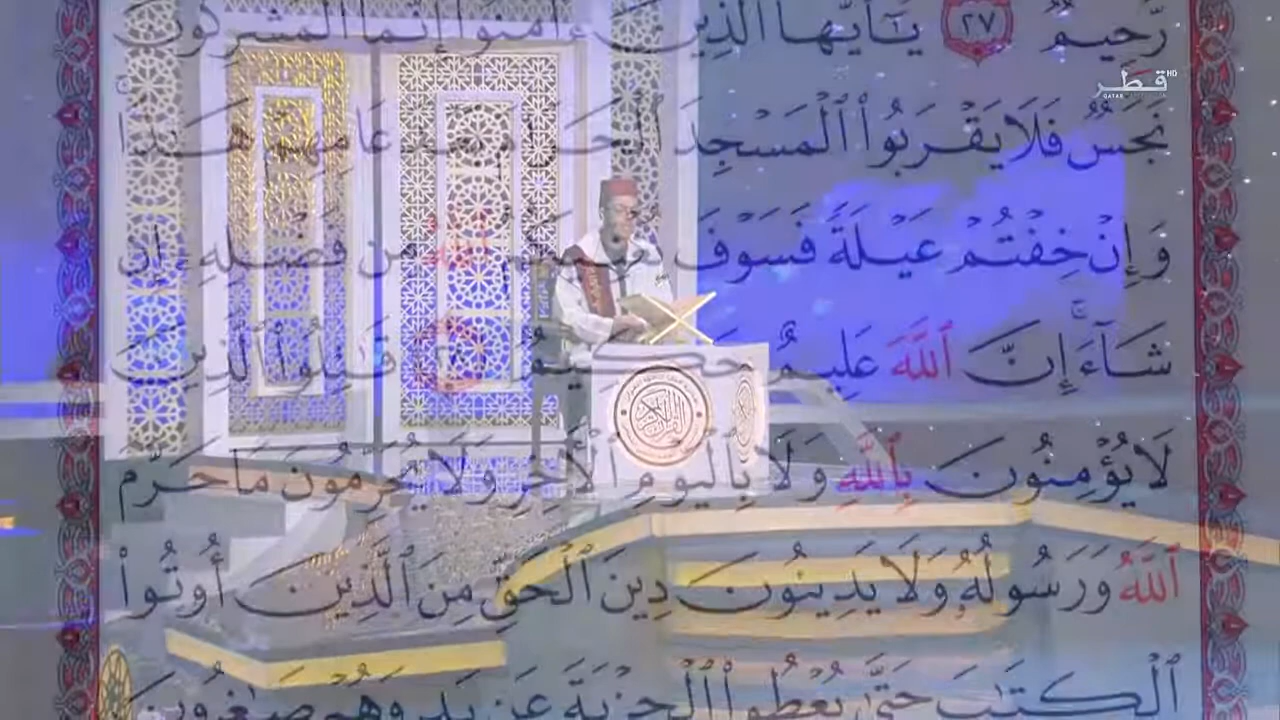 رَّحِيمٌ ٢٧ يَـٰٓأَيُّهَا ٱلَّذِينَ ءَامَنُوٓا۟ إِنَّمَا ٱلْمُشْرِكُونَ
نَجَسٌ فَلَا يَقْرَبُوا۟ ٱلْمَسْجِدَ ٱلْحَرَامَ بَعْدَ عَامِهِمْ هَـٰذَا
وَإِنْ خِفْتُمْ عَيْلَةً فَسَوْفَ يُغْنِيكُمُ ٱللَّهُ مِن فَضْلِهِۦٓ إِن
شَآءَ ۚ إِنَّ ٱللَّهَ عَلِيمٌ حَكِيمٌ قَـٰتِلُوا۟ ٱلَّذِينَ
لَا يُؤْمِنُونَ بِٱللَّهِ وَلَا بِٱلْيَوْمِ ٱلْـَٔاخِرِ وَلَا يُحَرِّمُونَ مَا حَرَّمَ
ٱللَّهُ وَرَسُولُهُۥ وَلَا يَدِينُونَ دِينَ ٱلْحَقِّ مِنَ ٱلَّذِينَ أُوتُوا۟
ٱلْكِتَـٰبَ حَتَّىٰ يُعْطُوا۟ ٱلْجِزْيَةَ عَن يَدٍ وَهُمْ صَـٰغِرُونَ
قطر HD
QATAR